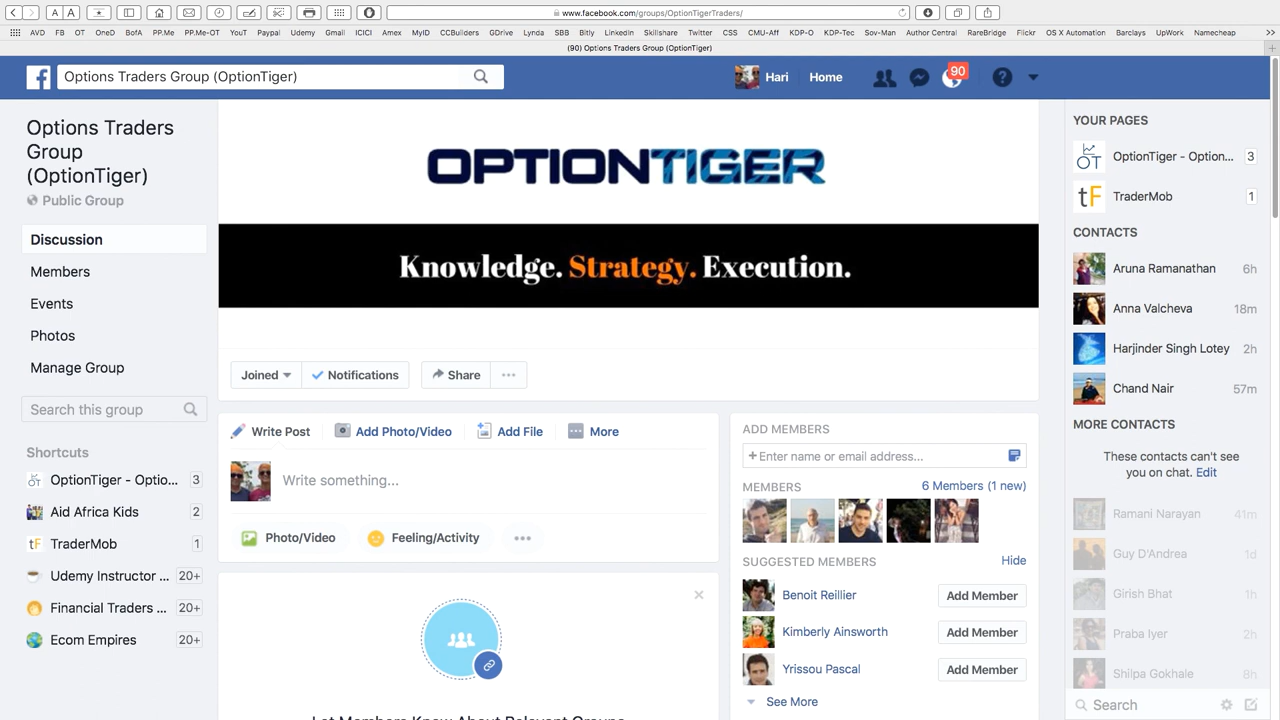 A A
www.facebook.com/groups/OptionTigerTraders/
AVD FB OT OneD BofA PP.Me PP.Me-OT YouT Paypal Udemy Gmail ICICI Amex MyID CCBuilders GDrive Lynda SBB Bitly LinkedIn Skillshare Twitter CSS CMU-Aff KDP-O KDP-Tec Sov-Man Author Central RareBridge Flickr OS X Automation Barclays UpWork Namecheap
(90) Options Traders Group (OptionTiger)
Options Traders Group (OptionTiger)
Hari Home 90
Options Traders
Group
(OptionTiger)
Public Group
Discussion
Members
Events
Photos
Manage Group
Search this group
Shortcuts
OptionTiger - Optio... 3
Aid Africa Kids 2
TraderMob 1
Udemy Instructor ... 20+
Financial Traders ... 20+
Ecom Empires 20+
OPTIONTIGER
Knowledge. Strategy. Execution.
Joined Notifications Share
Write Post Add Photo/Video Add File More
Write something...
Photo/Video Feeling/Activity
Let Members Know About Relevant Groups
ADD MEMBERS
+ Enter name or email address...
MEMBERS 6 Members (1 new)
SUGGESTED MEMBERS Hide
Benoit Reillier Add Member
Kimberly Ainsworth Add Member
Yrissou Pascal Add Member
See More
YOUR PAGES
OT OptionTiger - Option... 3
tF TraderMob 1
CONTACTS
Aruna Ramanathan 6h
Anna Valcheva 18m
Harjinder Singh Lotey 2h
Chand Nair 57m
MORE CONTACTS
These contacts can't see
you on chat. Edit
Ramani Narayan 41m
Guy D'Andrea 1d
Girish Bhat 1h
Praba Iyer 2h
Shilpa Gokhale 8h
Search